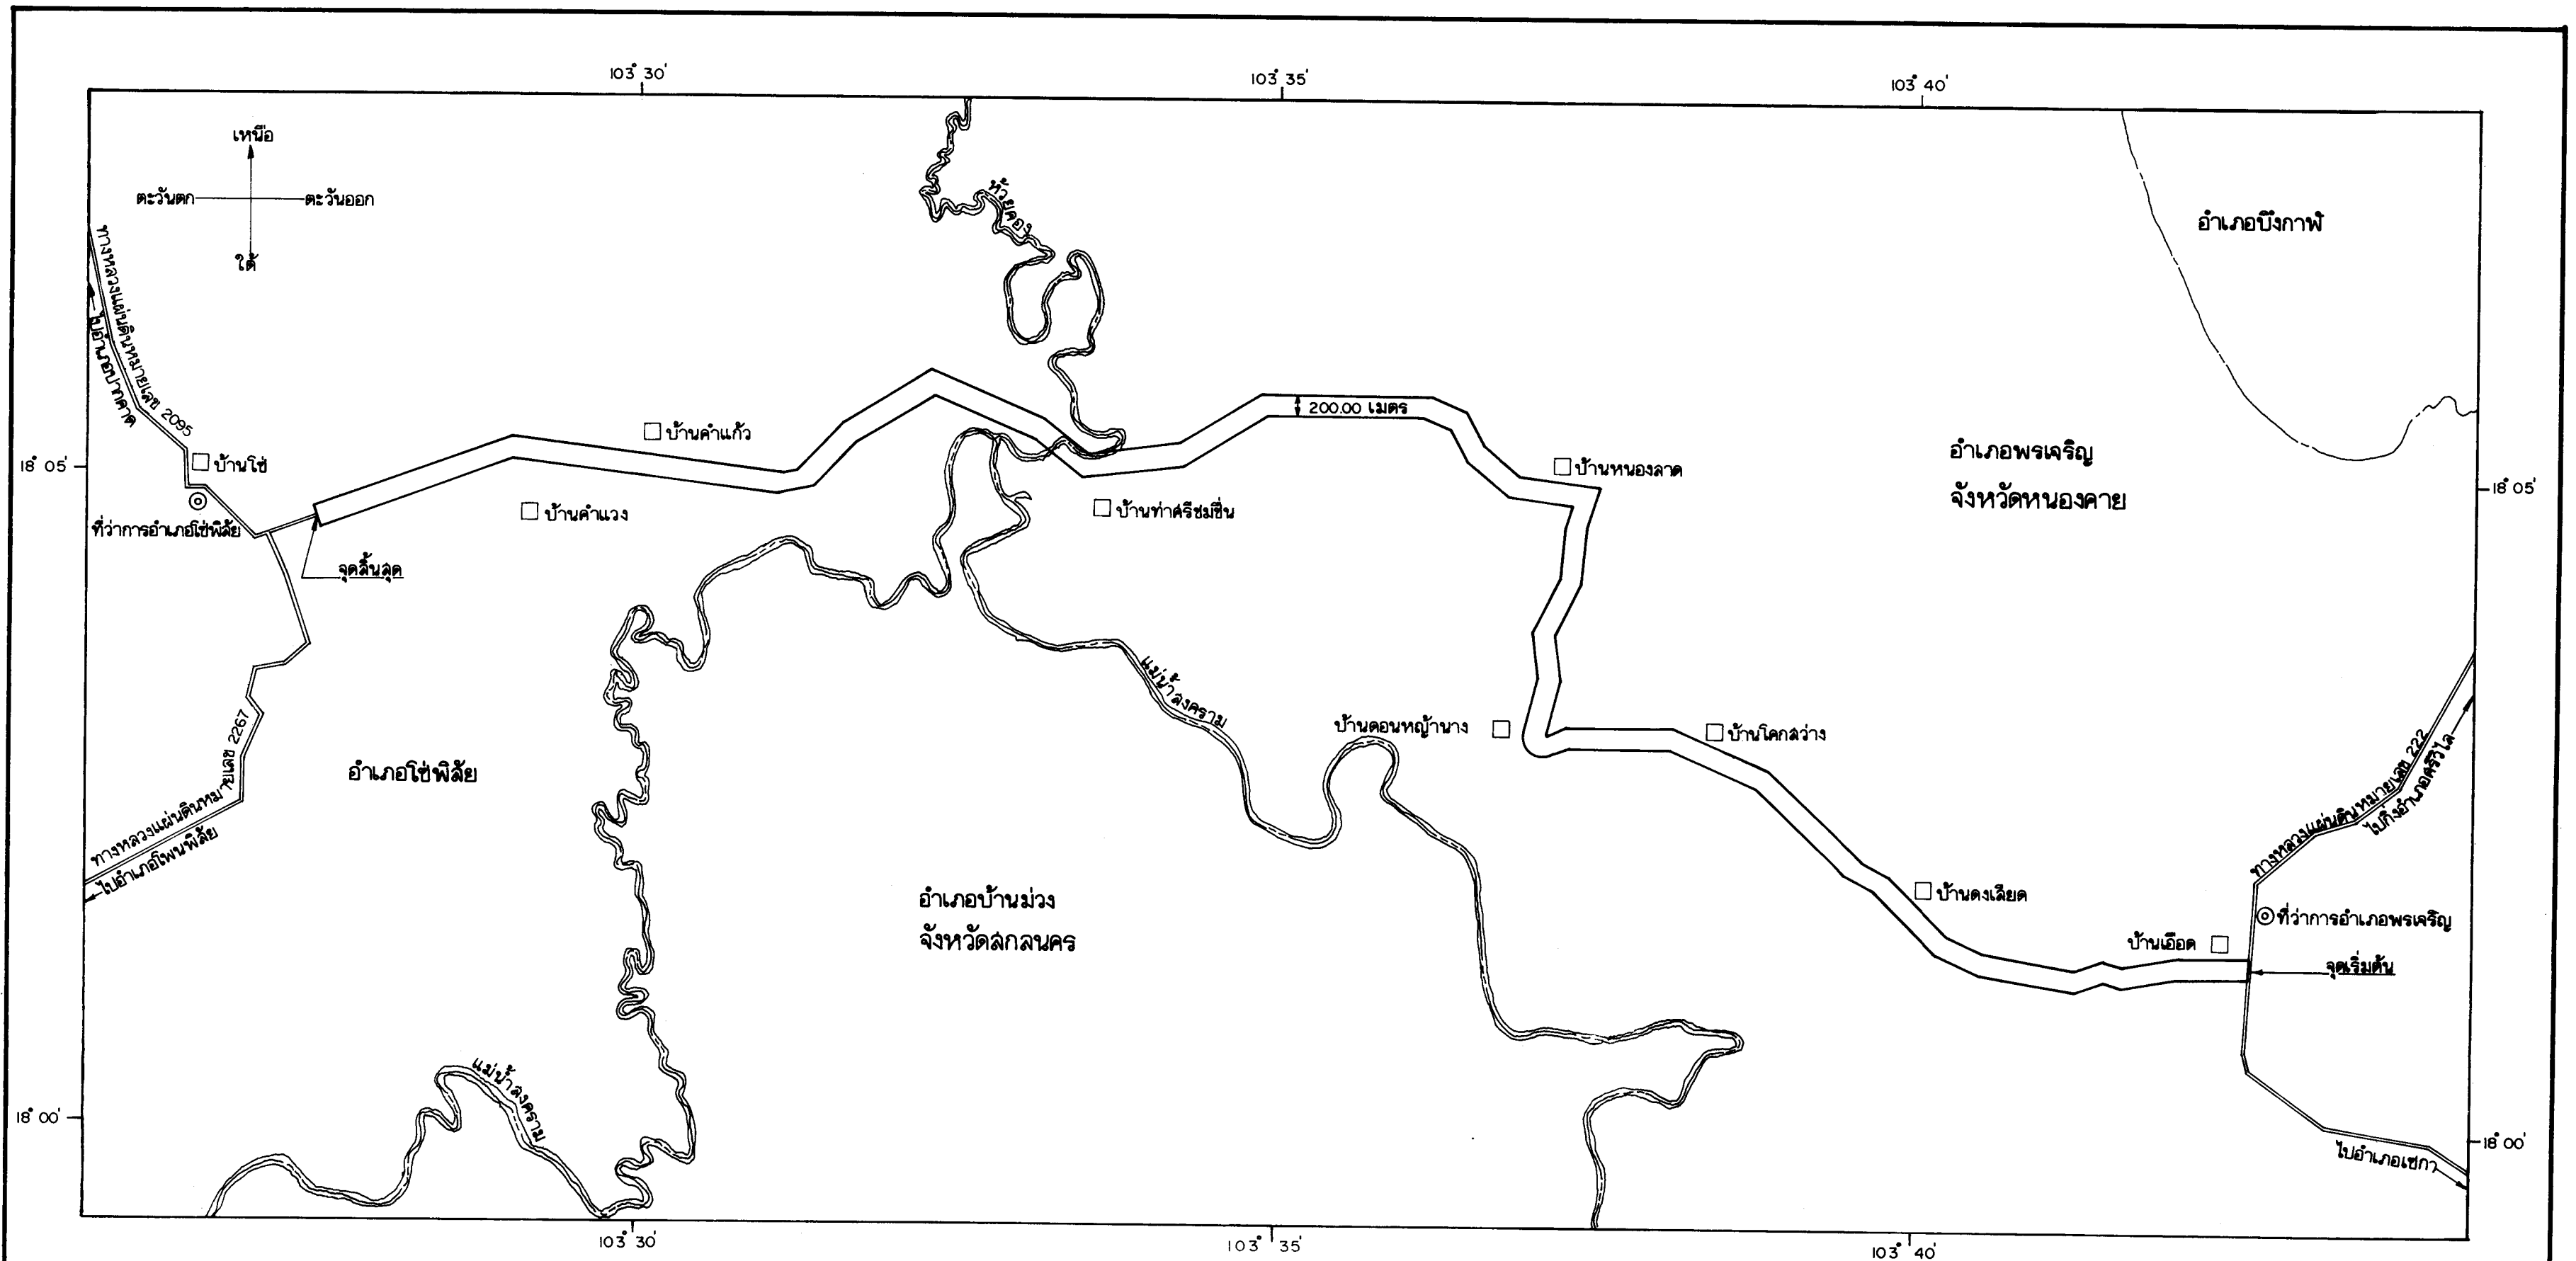 103° 30'
103° 35'
103° 40'
เหนือ
ตะวันตก
ตะวันออก
ใต้
ห้วยคอง
อำเภอบึงกาฬ
ทางหลวงแผ่นดินหมายเลข 2095
ไปอำเภอปากคาด
200.00 เมตร
บ้านคำแก้ว
18° 05'
บ้านโซ่
อำเภอพรเจริญ
จังหวัดหนองคาย
บ้านหนองลาด
18° 05'
บ้านคำแวง
บ้านท่าศรีชมชื่น
ที่ว่าการอำเภอโซ่พิสัย
จุดสิ้นสุด
แม่น้ำสงคราม
บ้านดอนหญ้านาง
บ้านโคกสว่าง
อำเภอโซ่พิสัย
ทางหลวงแผ่นดินหมายเลข 2267
ไปอำเภอโพนพิสัย
ทางหลวงแผ่นดินหมายเลข 222
ไปกิ่งอำเภอศรีวิไล
อำเภอบ้านม่วง
จังหวัดสกลนคร
บ้านดงเสียด
ที่ว่าการอำเภอพรเจริญ
บ้านเอือด
จุดเริ่มต้น
แม่น้ำสงคราม
18° 00'
18° 00'
ไปอำเภอเซกา
103° 30'
103° 35'
103° 40'